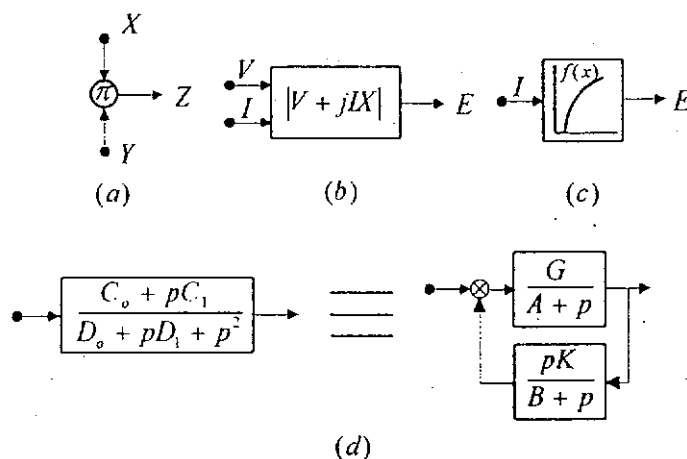 X
π
Z
Y
(a)
V
I
|V + jIX|
E
(b)
I
f(x)
E
(c)
C_o + pC_1
D_o + pD_1 + p^2
G
A + p
pK
B + p
(d)